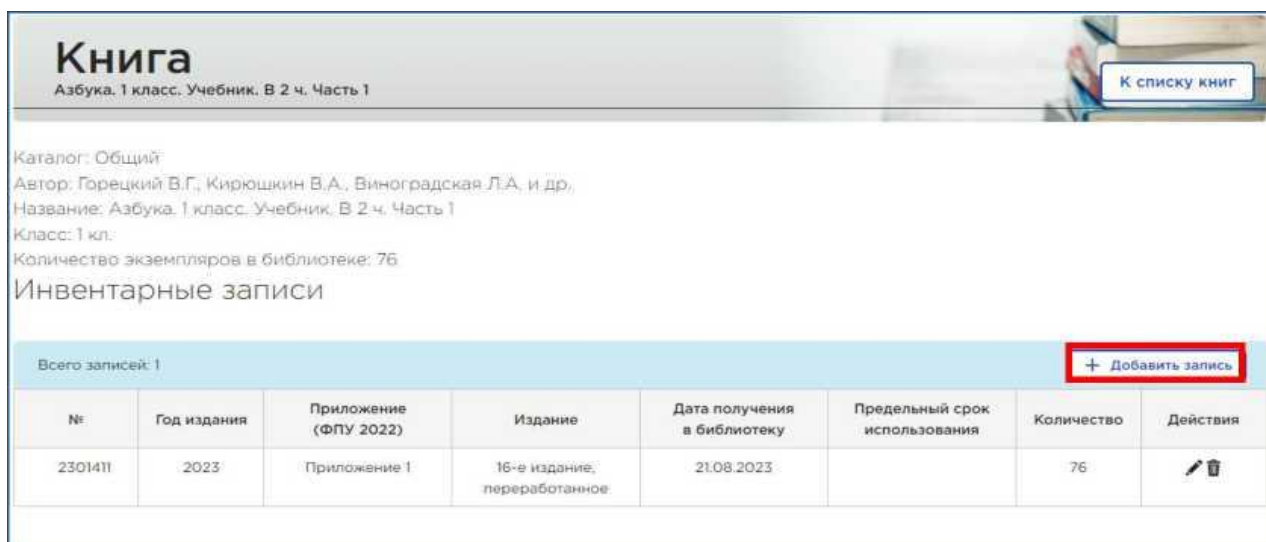 Книга
Азбука. 1 класс. Учебник. В 2 ч. Часть 1
К списку книг
Каталог: Общий
Автор: Горецкий В.Г., Кирюшкин В.А., Виноградская Л.А. и др.
Название: Азбука. 1 класс. Учебник. В 2 ч. Часть 1
Класс: 1 кл.
Количество экземпляров в библиотеке: 76
Инвентарные записи
Всего записей: 1
+ Добавить запись
№ Год издания Приложение (ФПУ 2022) Издание Дата получения в библиотеку Предельный срок использования Количество Действия
2301411 2023 Приложение 1 16-е издание, переработанное 21.08.2023 76